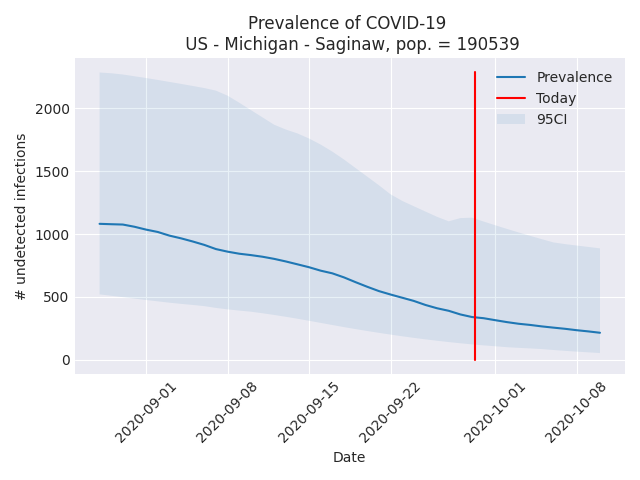 Prevalence of COVID-19
US - Michigan - Saginaw, pop. = 190539
Prevalence
Today
95CI
# undetected infections
2000
1500
1000
500
0
2020-09-01
2020-09-08
2020-09-15
2020-09-22
2020-10-01
2020-10-08
Date